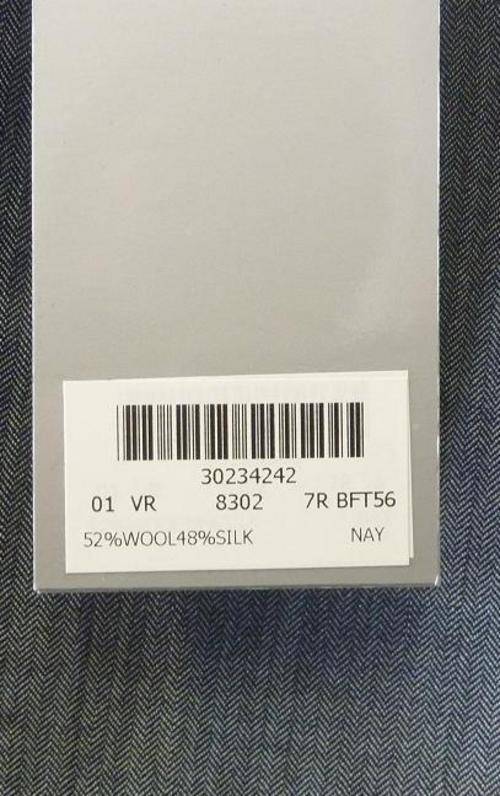 30234242
01 VR 8302 7R BFT56
52%WOOL48%SILK NAY